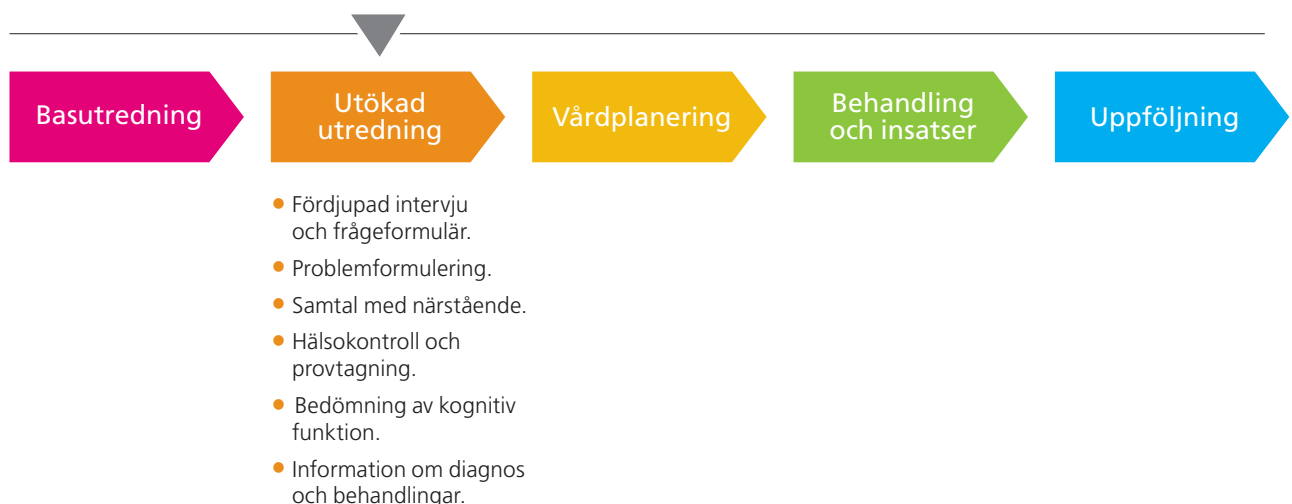 Basutredning
Utökad
utredning
Vårdplanering
Behandling
och insatser
Uppföljning
• Fördjupad intervju
och frågeformulär.
• Problemformulering.
• Samtal med närstående.
• Hälsokontroll och
provtagning.
• Bedömning av kognitiv
funktion.
• Information om diagnos
och behandlingar.